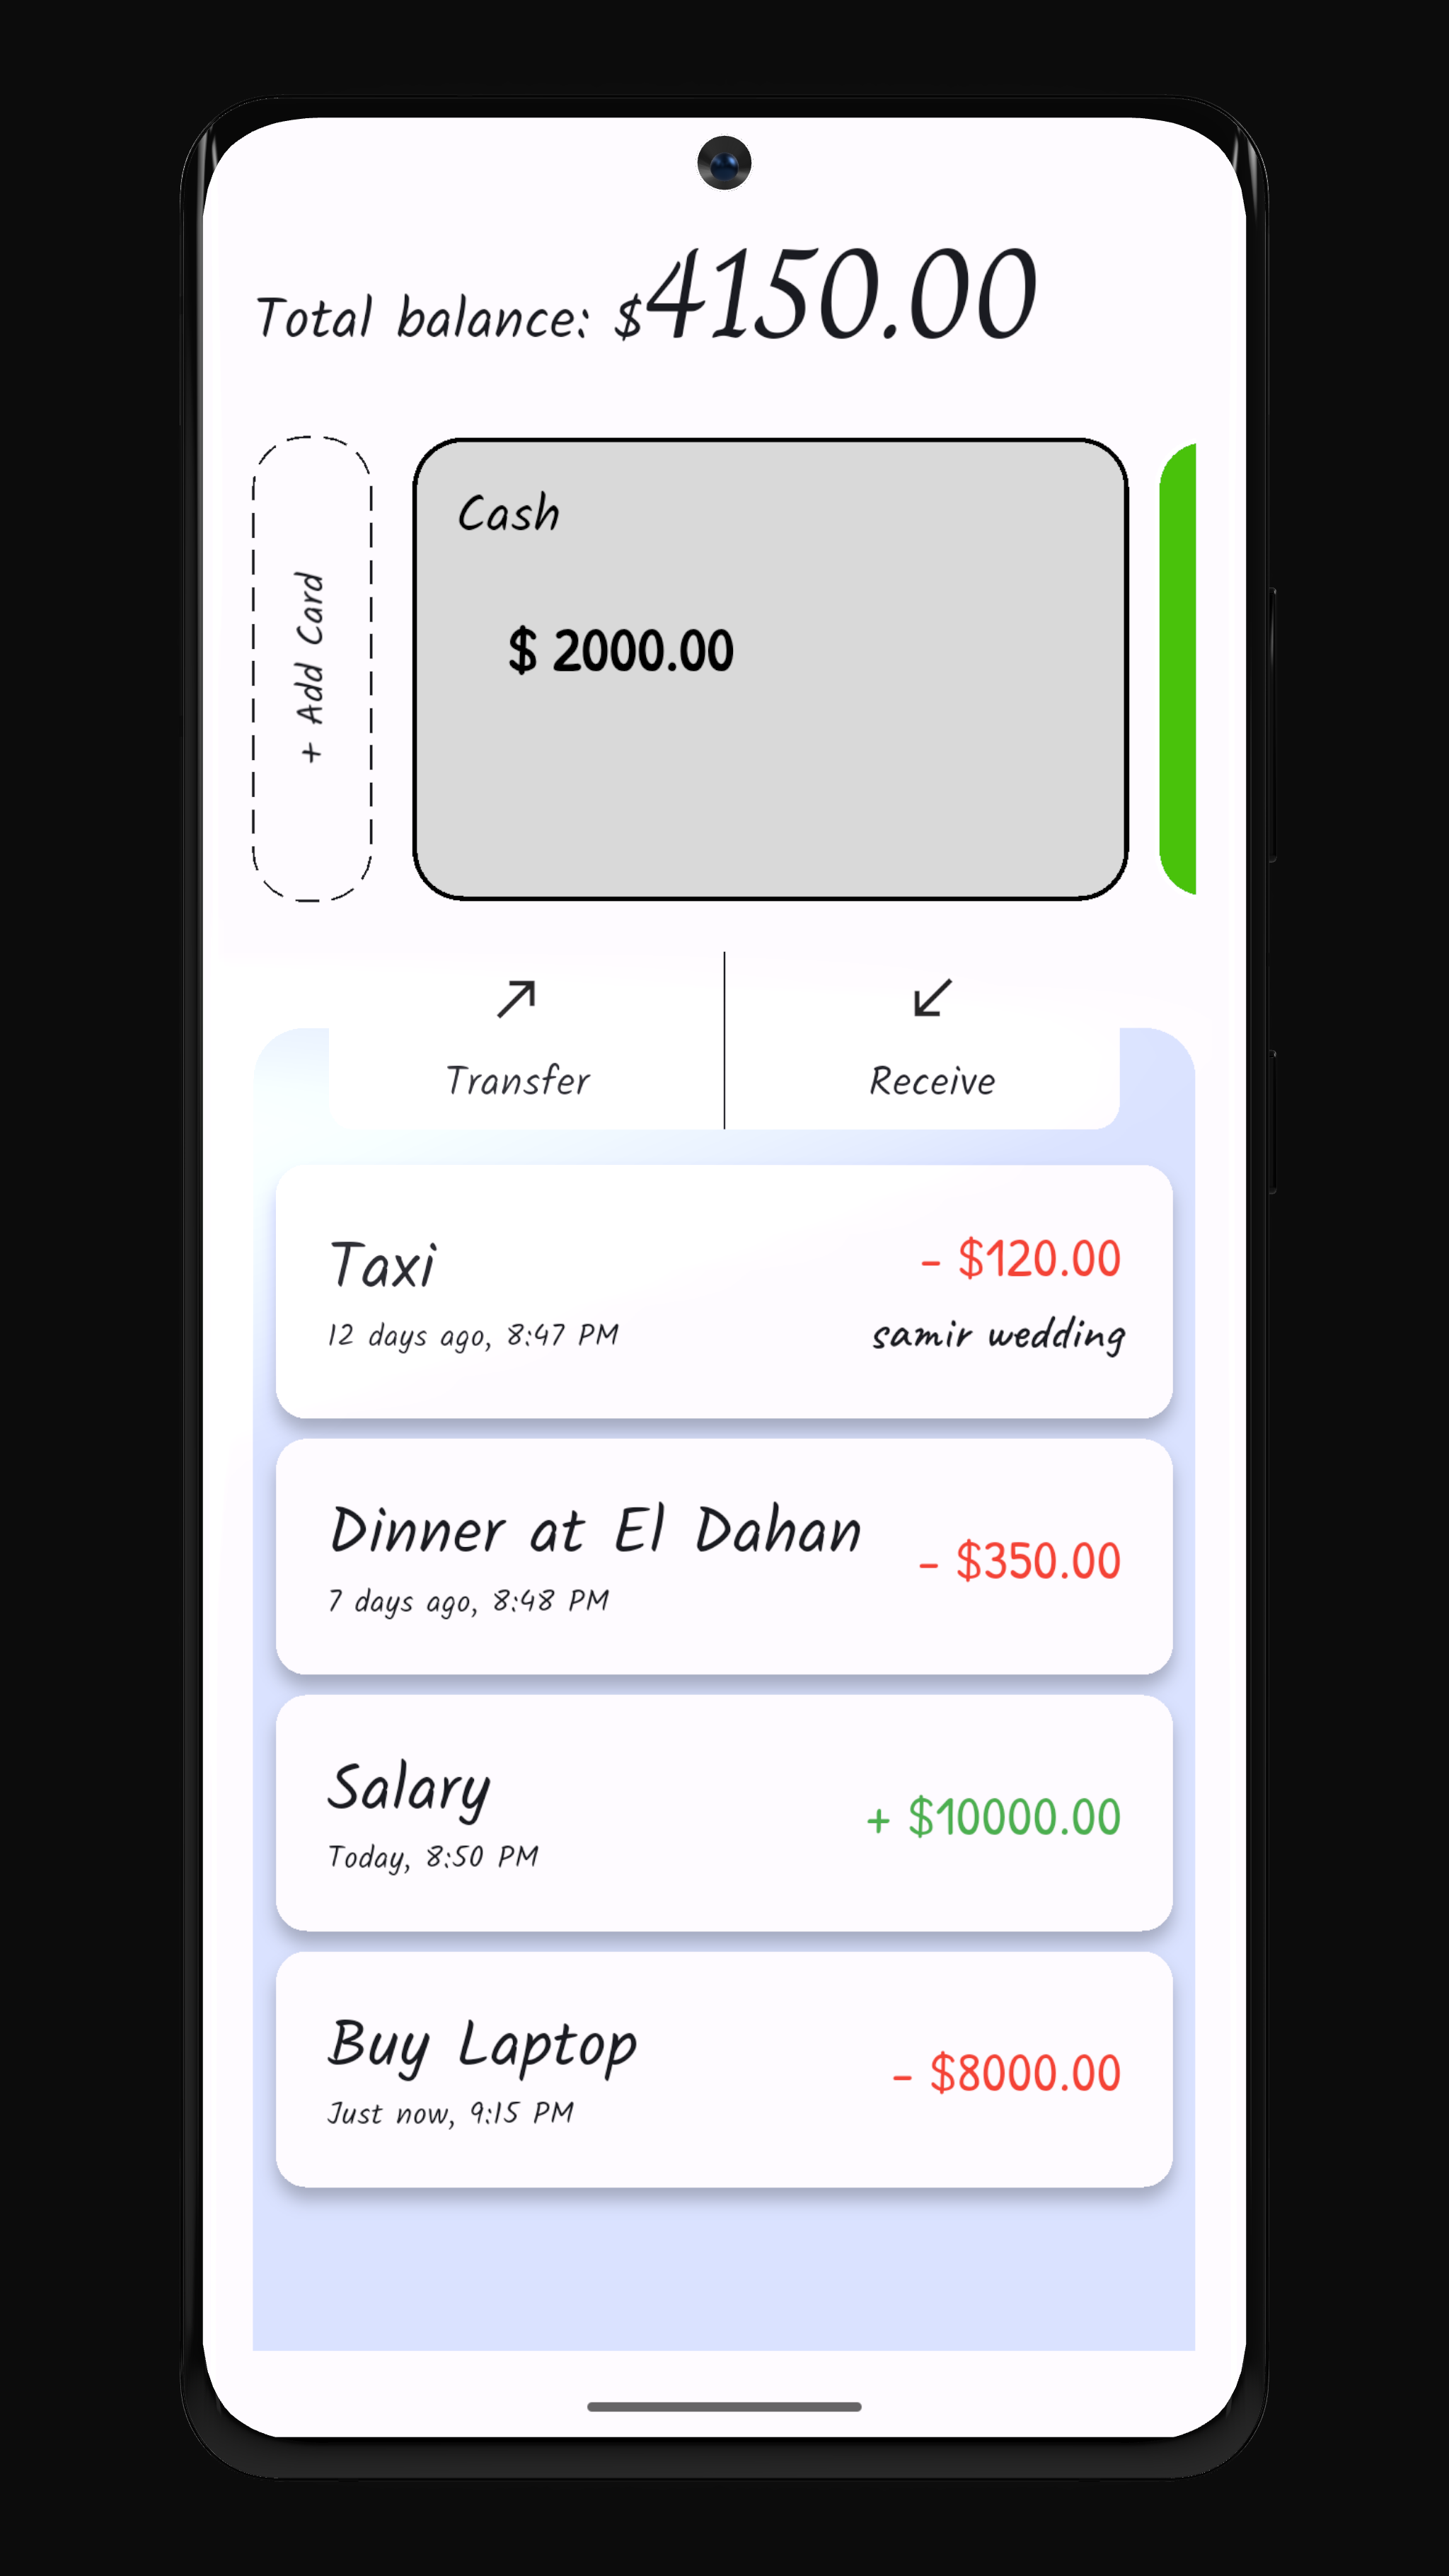 Total balance: $4150.00
+ Add Card
Cash
$ 2000.00
Transfer
Receive
Taxi
- $120.00
12 days ago, 8:47 PM
samir wedding
Dinner at El Dahan
- $350.00
7 days ago, 8:48 PM
Salary
+ $10000.00
Today, 8:50 PM
Buy Laptop
- $8000.00
Just now, 9:15 PM